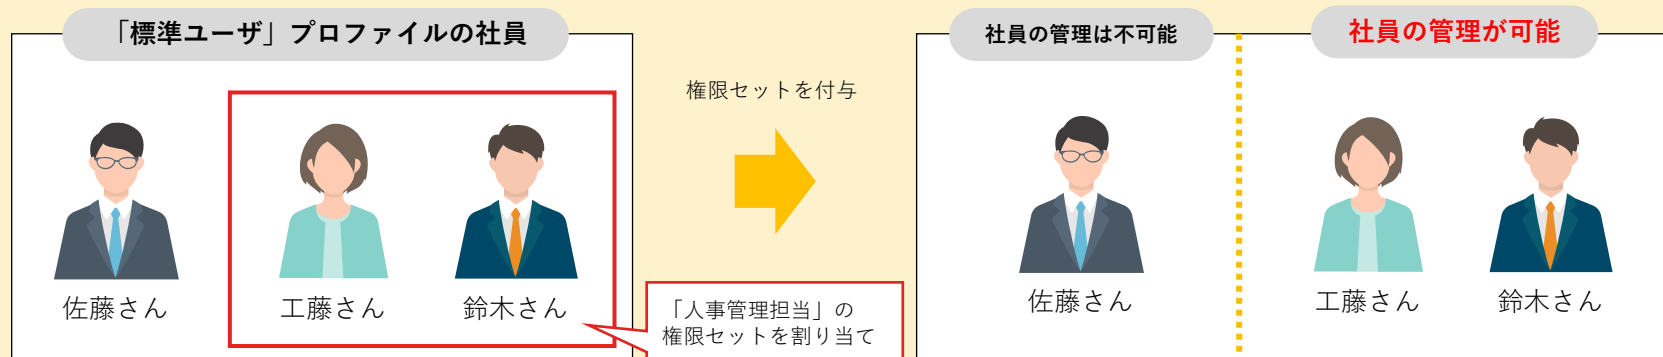 「標準ユーザ」プロファイルの社員
佐藤さん
工藤さん
鈴木さん
権限セットを付与
「人事管理担当」の
権限セットを割り当て
社員の管理は不可能
社員の管理が可能
佐藤さん
工藤さん
鈴木さん